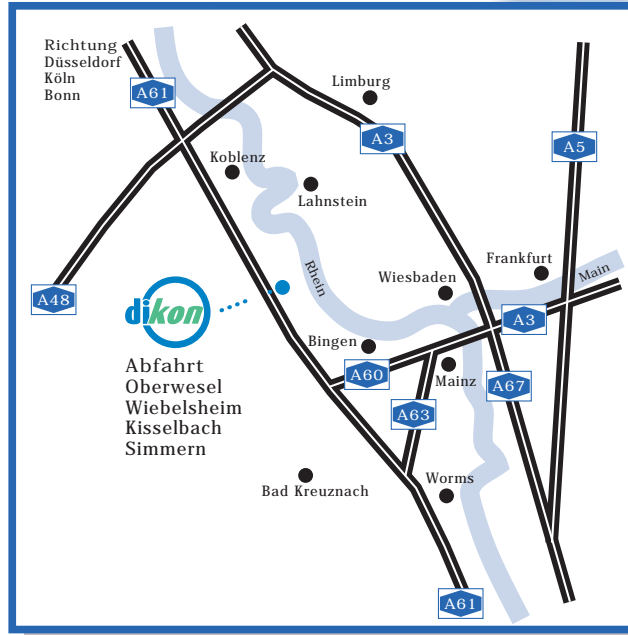 Richtung
Düsseldorf
Köln
Bonn
A61
Limburg
A3
A5
Koblenz
Lahnstein
A48
Rhein
Wiesbaden
Frankfurt
Main
dikon
A3
Bingen
Abfahrt
Oberwesel
Wiebelsheim
Kisselbach
Simmern
A60
Mainz
A67
A63
Bad Kreuznach
Worms
A61